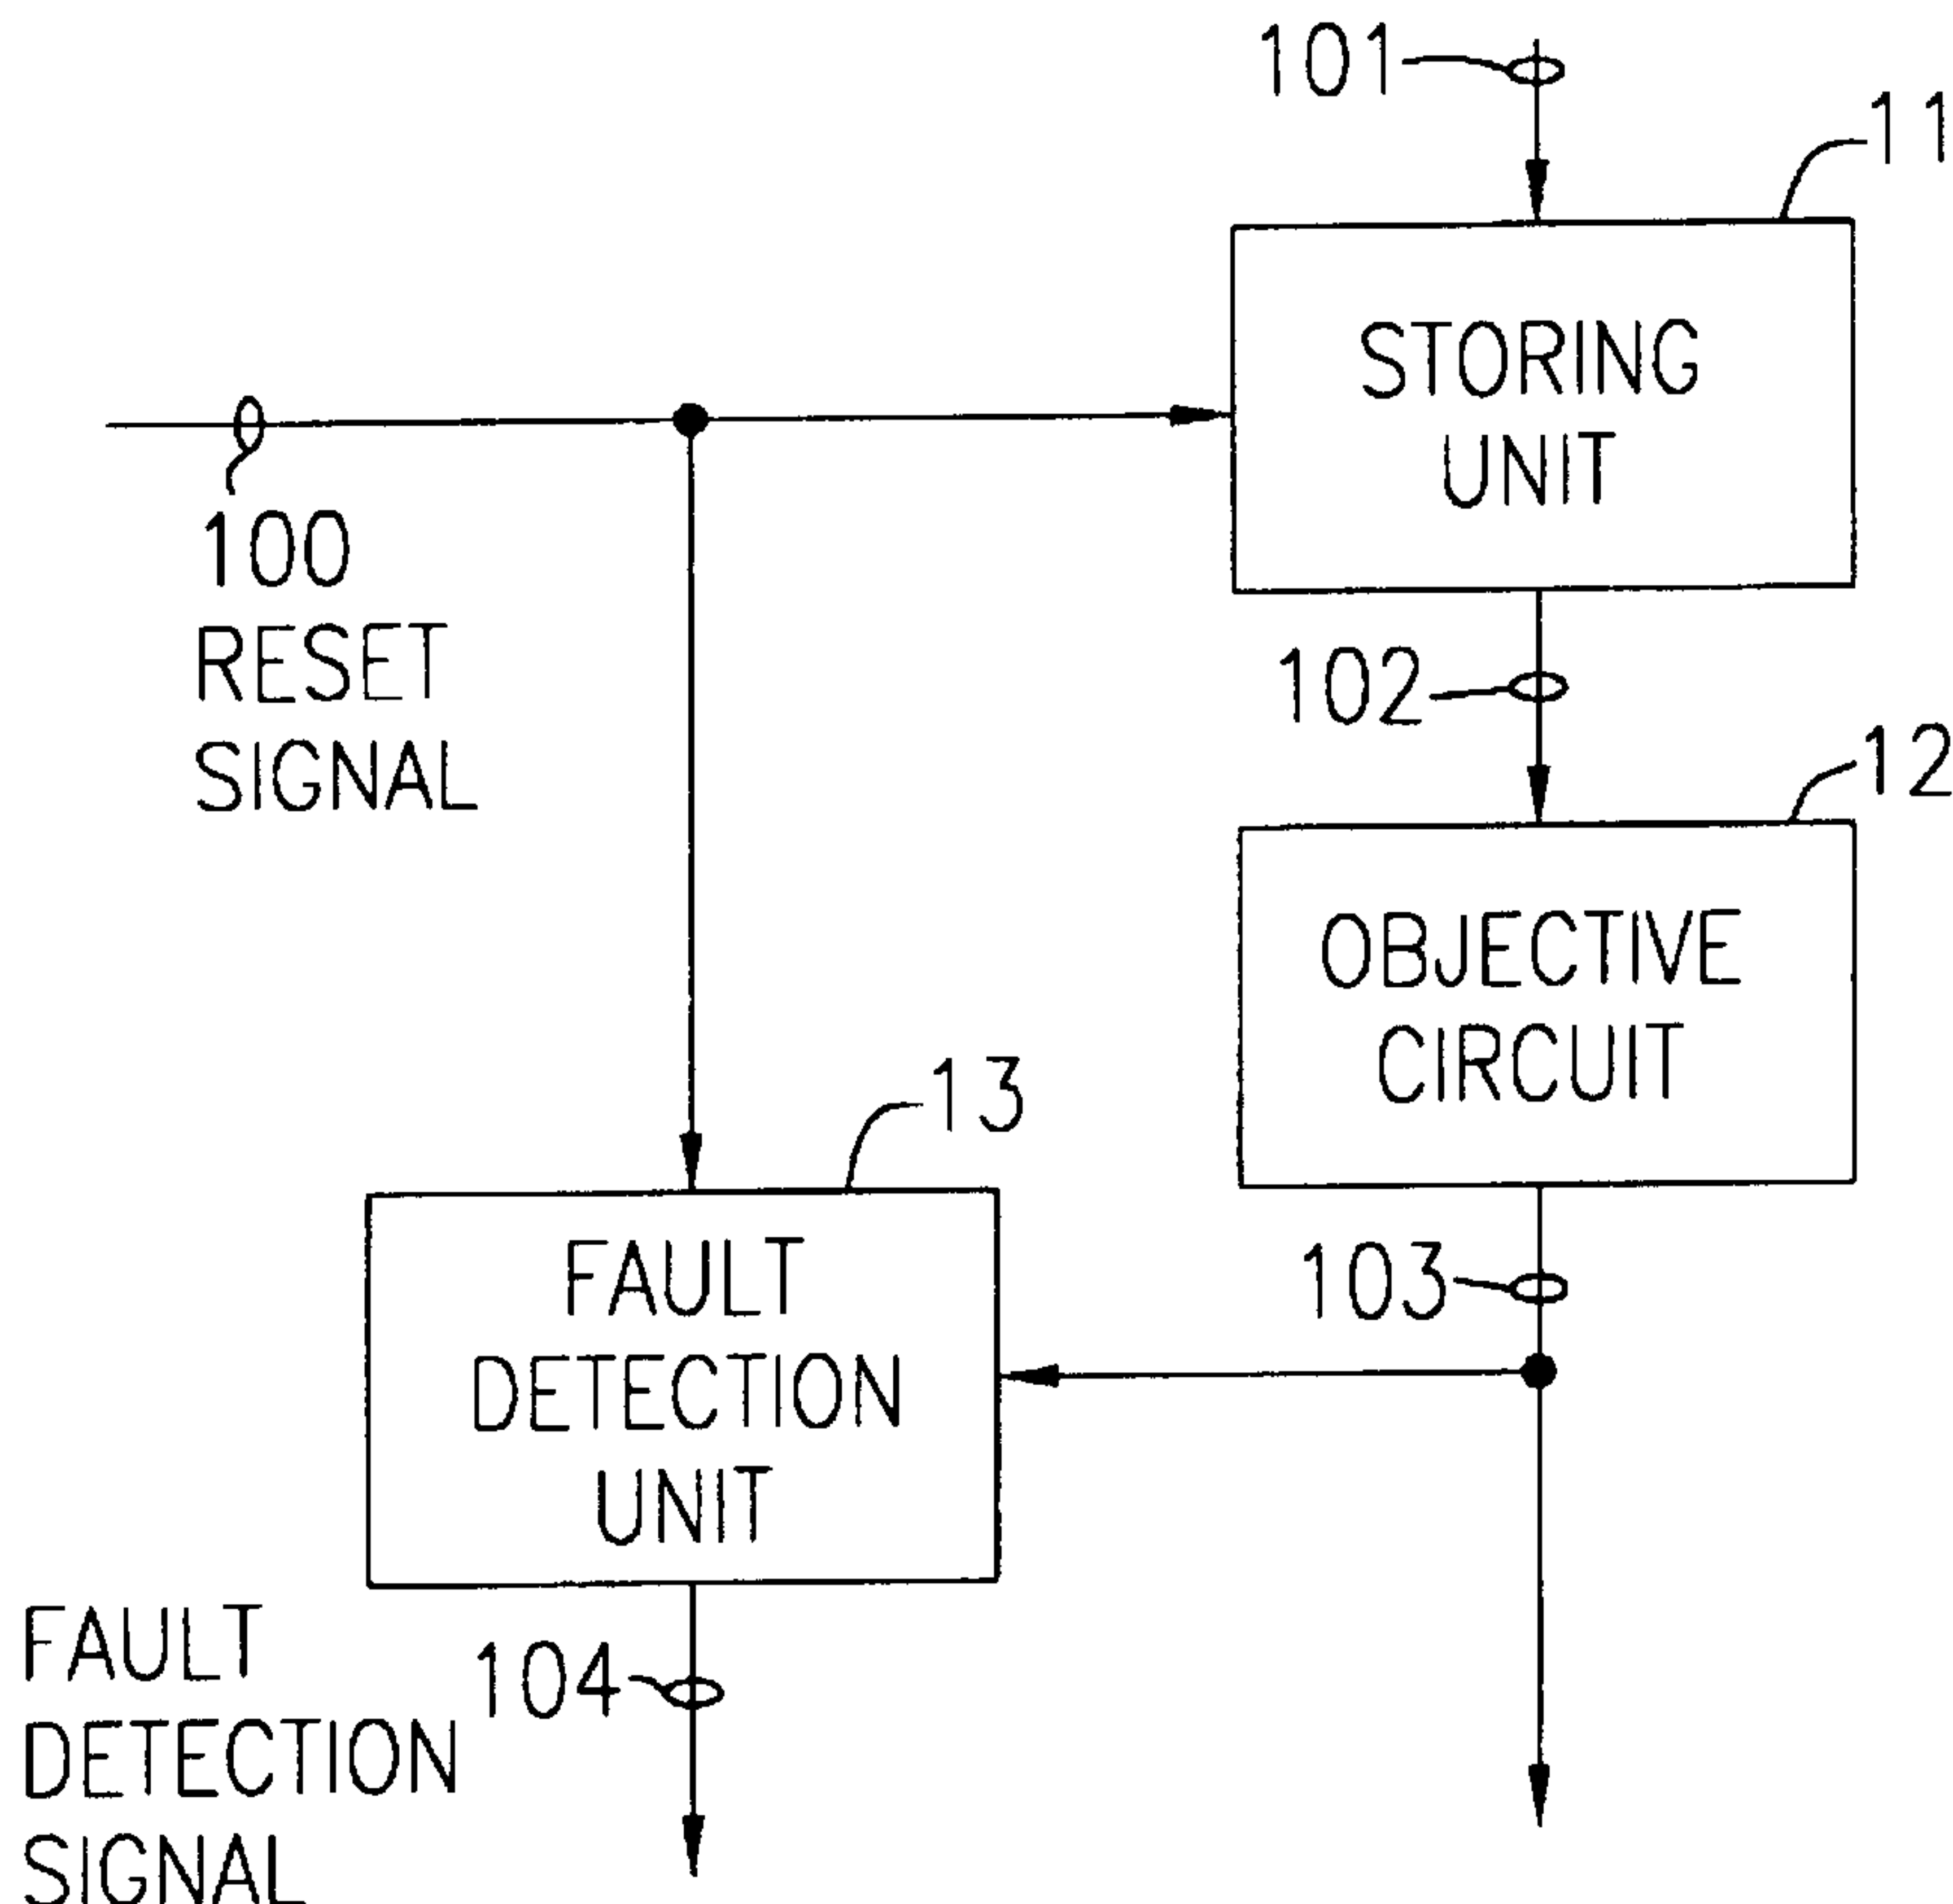 101
11
STORING
UNIT
100
RESET
SIGNAL
102
12
OBJECTIVE
CIRCUIT
13
FAULT
DETECTION
UNIT
103
104
FAULT
DETECTION
SIGNAL